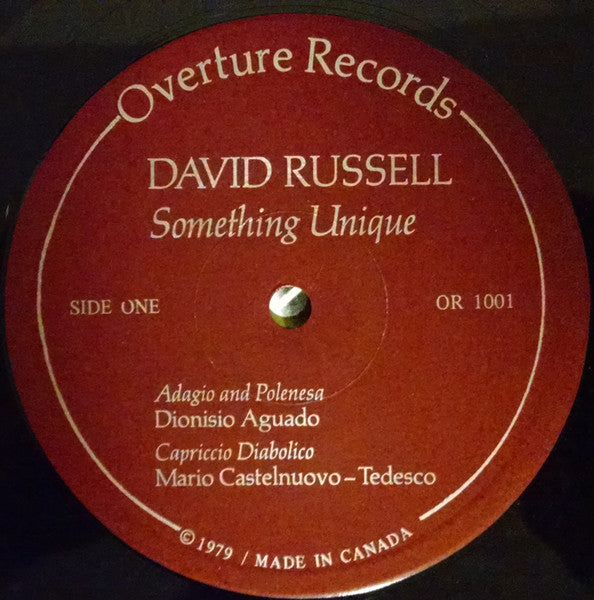 Overture Records
DAVID RUSSELL
Something Unique
SIDE ONE
OR 1001
Adagio and Polenesa
Dionisio Aguado
Capriccio Diabolico
Mario Castelnuovo – Tedesco
© 1979 / MADE IN CANADA